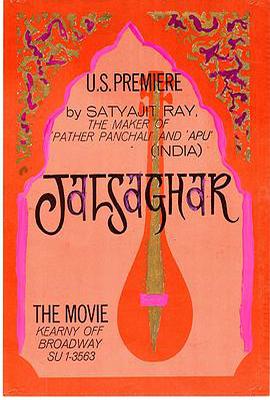 U.S. PREMIERE
by SATYAJIT RAY,
THE MAKER OF
'PATHER PANCHALI' AND 'APU'
(INDIA)
JALSAGHAR
THE MOVIE
KEARNY OFF
BROADWAY
SU 1-3563